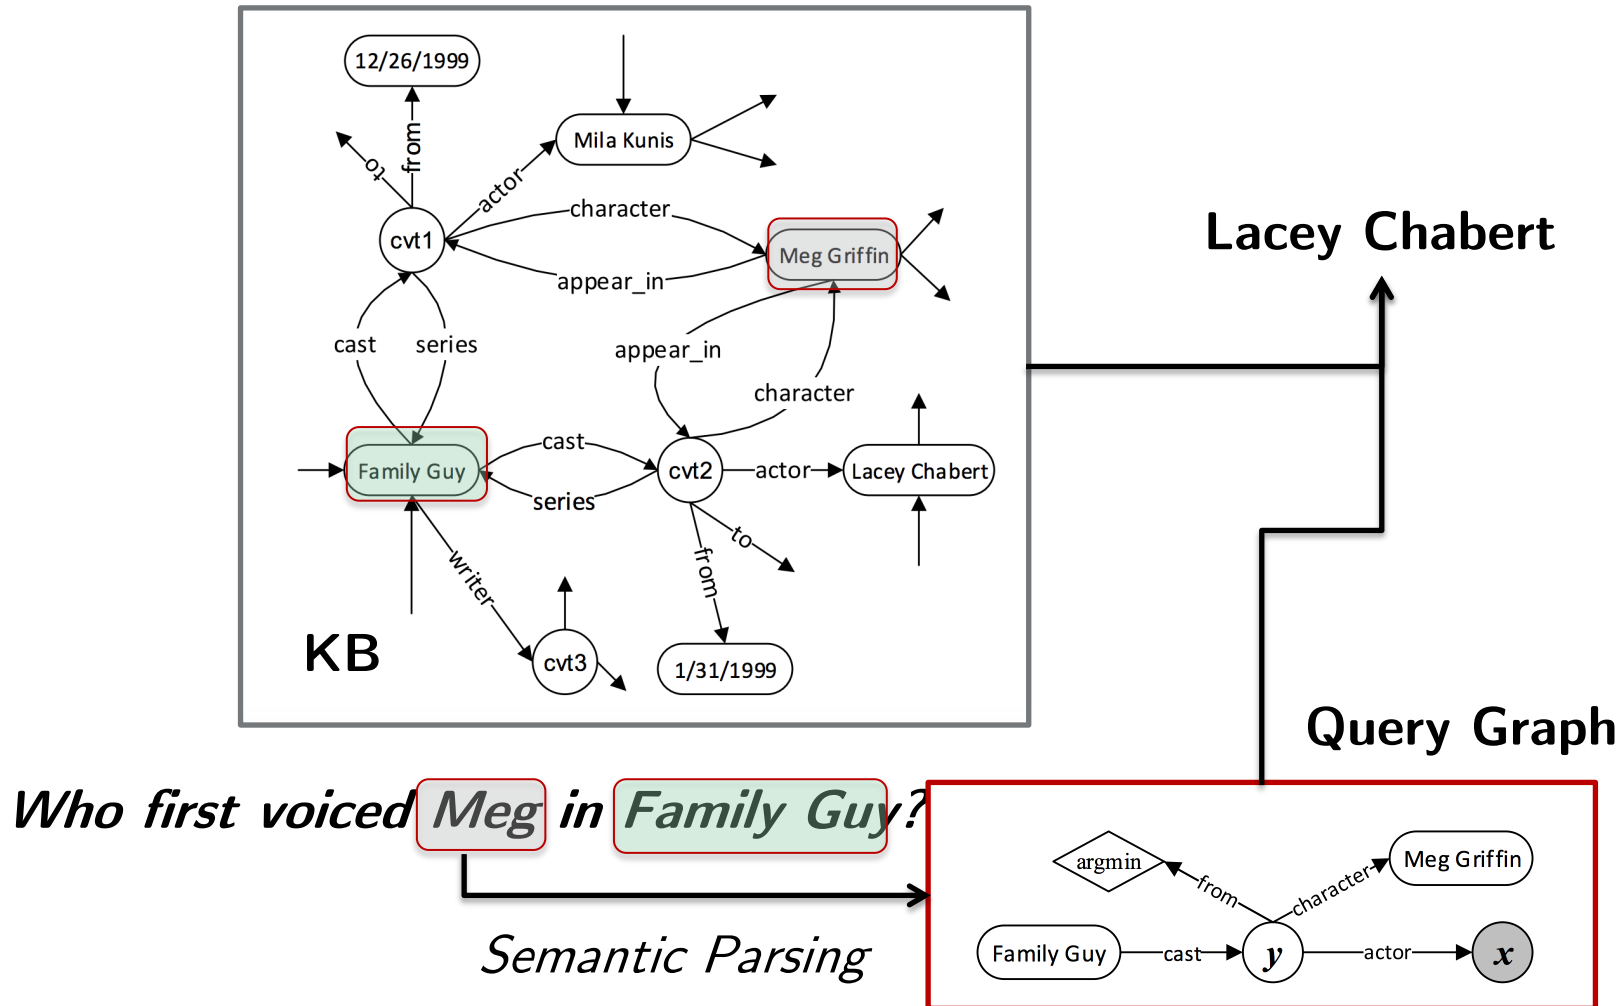 12/26/1999
Mila Kunis
from
to
actor
character
cvt1
Meg Griffin
appear_in
cast
series
appear_in
character
cast
Family Guy
cvt2
actor
Lacey Chabert
series
to
from
writer
KB
cvt3
1/31/1999
Lacey Chabert
Query Graph
Who first voiced Meg in Family Guy?
Semantic Parsing
argmin
Meg Griffin
from
character
Family Guy
cast
y
actor
x